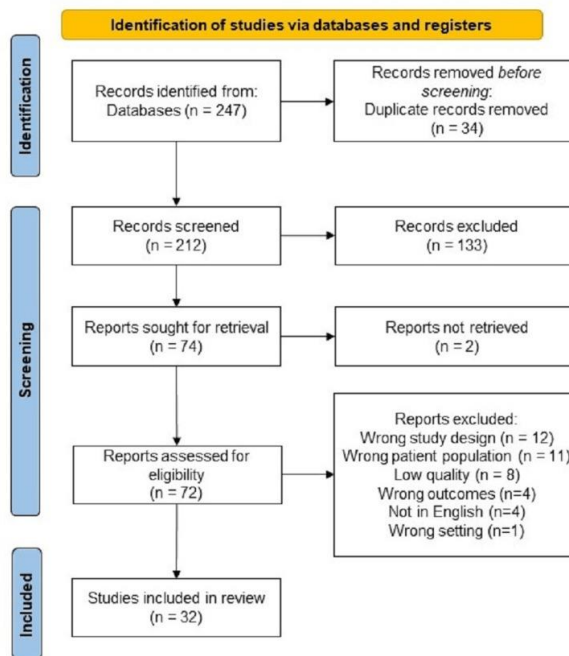 Identification of studies via databases and registers
Identification
Records identified from:
Databases (n = 247)
Records removed before
screening:
Duplicate records removed
(n = 34)
Screening
Records screened
(n = 212)
Records excluded
(n = 133)
Reports sought for retrieval
(n = 74)
Reports not retrieved
(n = 2)
Reports assessed for
eligibility
(n = 72)
Reports excluded:
Wrong study design (n = 12)
Wrong patient population (n = 11)
Low quality (n = 8)
Wrong outcomes (n=4)
Not in English (n=4)
Wrong setting (n=1)
Included
Studies included in review
(n = 32)